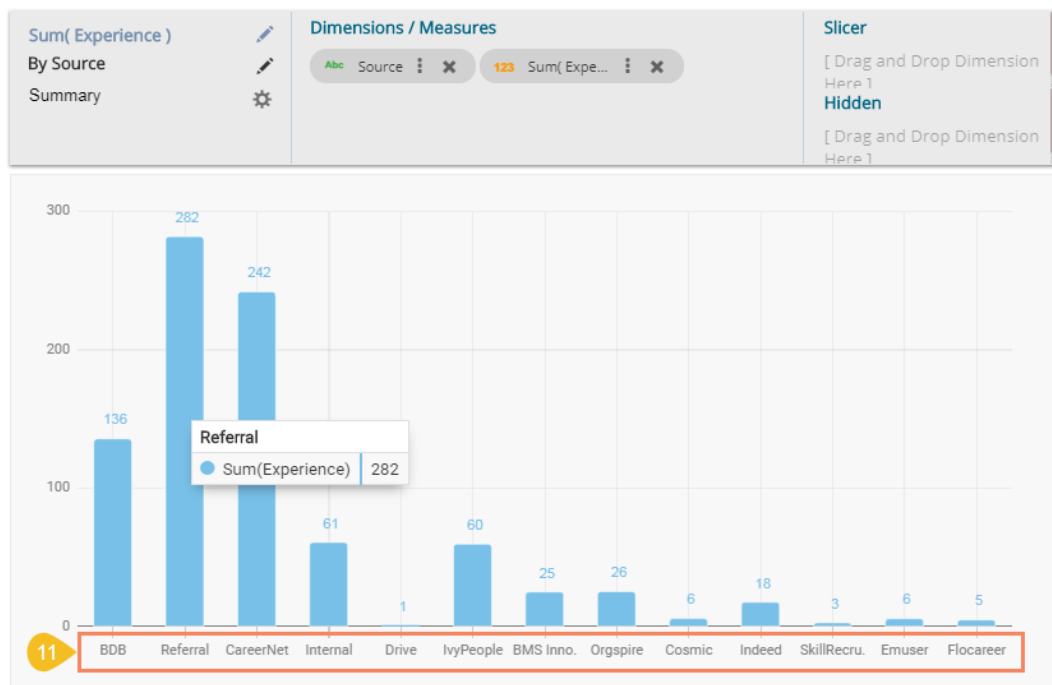 Sum( Experience )
By Source
Summary
Dimensions / Measures
Abc Source
123 Sum( Expe...
Slicer
[ Drag and Drop Dimension
Here ]
Hidden
[ Drag and Drop Dimension
Here ]
300
200
100
0
136
282
242
61
1
60
25
26
6
18
3
6
5
Referral
Sum(Experience) 282
11
BDB Referral CareerNet Internal Drive IvyPeople BMS Inno. Orgspire Cosmic Indeed SkillRecru. Emuser Flocareer